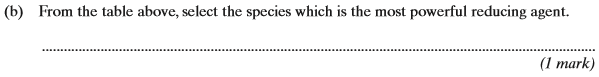 (b) From the table above, select the species which is the most powerful reducing agent.
(1 mark)